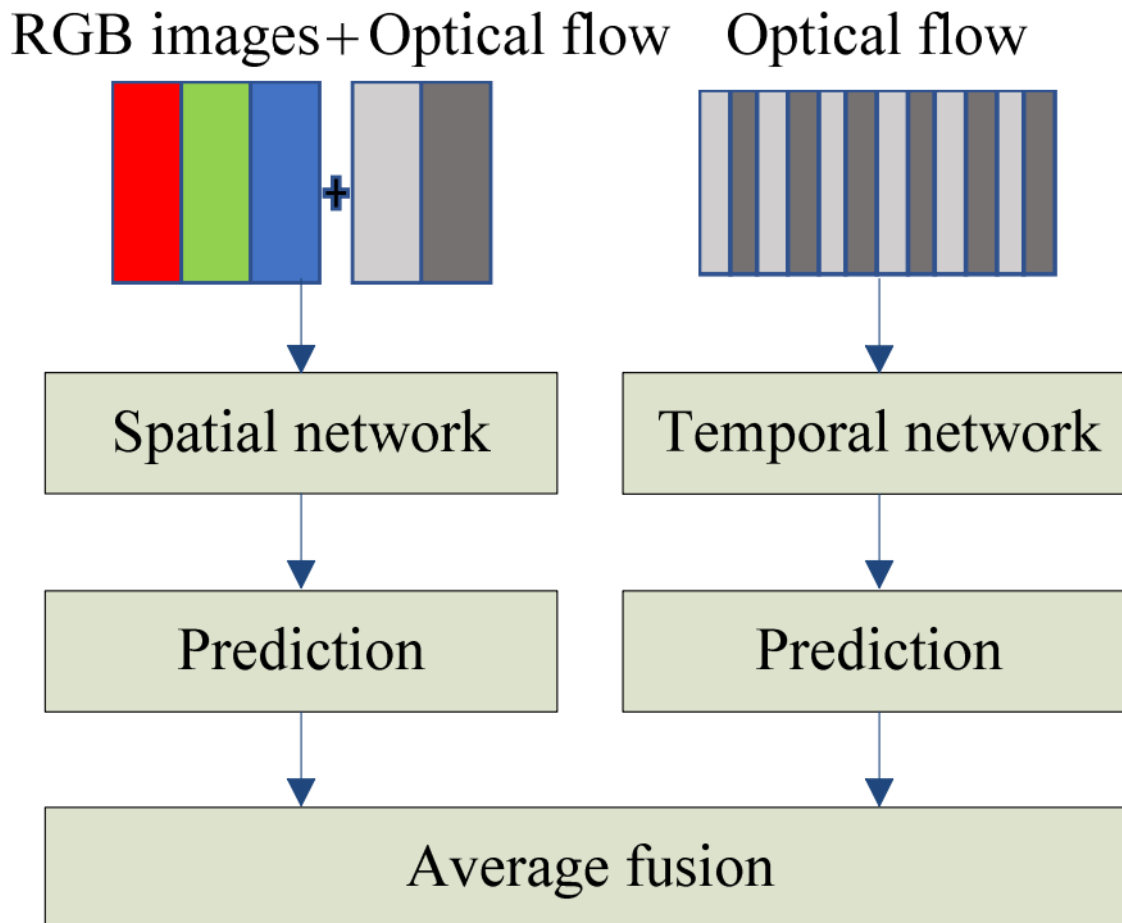 RGB images + Optical flow
Optical flow
+
Spatial network
Temporal network
Prediction
Prediction
Average fusion